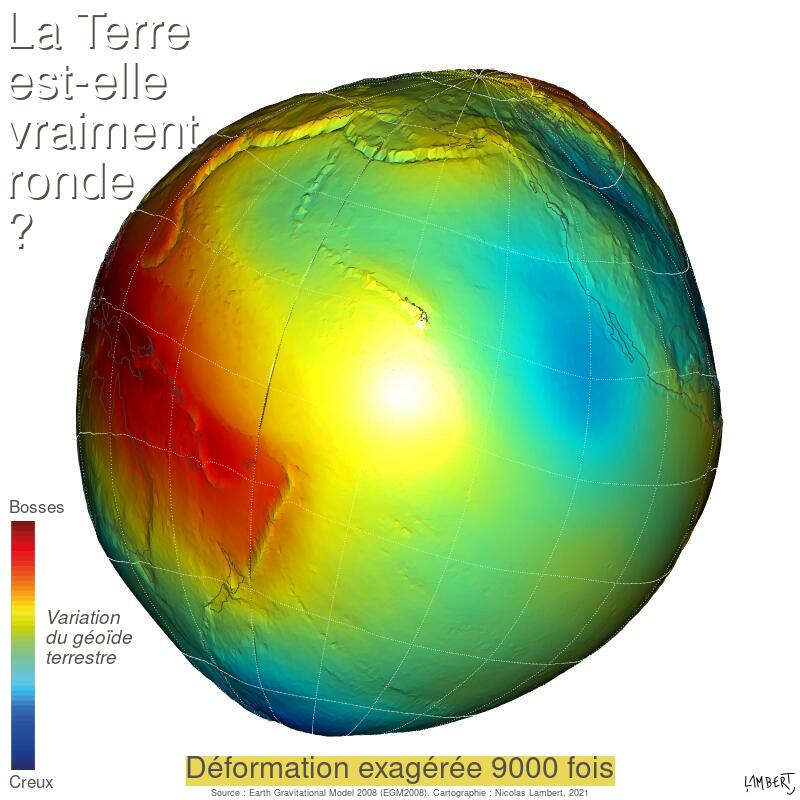 La Terre
est-elle
vraiment
ronde
?
Bosses
Variation
du géoïde
terrestre
Creux
Déformation exagérée 9000 fois
Source : Earth Gravitational Model 2008 (EGM2008). Cartographie : Nicolas Lambert, 2021
LAMBERT